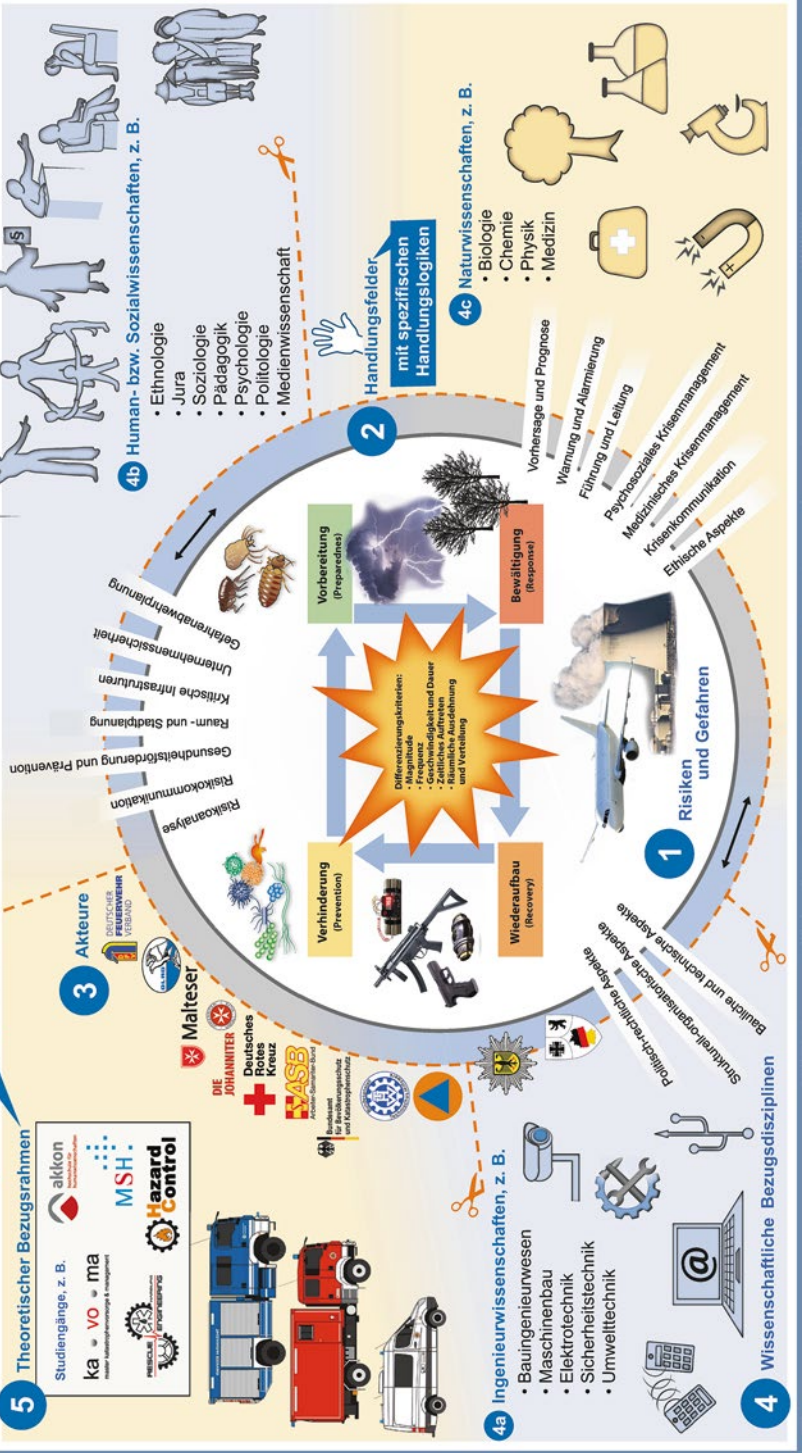 5 Theoretischer Bezugsrahmen
Studiengänge, z. B.
akkon
hochschule für
humanwissenschaften
ka vo ma
master katastrophenvorsorge & management
MSH
RESCUE ENGINEERING
Hazard
Control
3 Akteure
DEUTSCHER
FEUERWEHR
VERBAND
DLRG
Malteser
DIE
JOHANNITER
Deutsches
Rotes
Kreuz
ASB
Arbeiter-Samariter-Bund
Bundesamt
für Bevölkerungsschutz
und Katastrophenhilfe
4b Human- bzw. Sozialwissenschaften, z. B.
§
• Ethnologie
• Jura
• Soziologie
• Pädagogik
• Psychologie
• Politologie
• Medienwissenschaft
2 Handlungsfelder
mit spezifischen
Handlungslogiken
Risikoanalyse
Risikokommunikation
Gesundheitsförderung und Prävention
Raum- und Stadtplanung
Kritische Infrastruturen
Unternehmenssicherheit
Gefahrenabwehrplanung
Verhinderung
(Prevention)
Vorbereitung
(Preparednes)
Differenzierungskriterien:
• Magnitude
• Frequenz
• Geschwindigkeit und Dauer
• Zeitliches Auftreten
• Räumliche Ausdehnung
und Verteilung
Wiederaufbau
(Recovery)
Bewältigung
(Response)
1 Risiken
und Gefahren
Vorhersage und Prognose
Warnung und Alarmierung
Führung und Leitung
Psychosoziales Krisenmanagement
Medizinisches Krisenmanagement
Krisenkommunikation
Ethische Aspekte
Politisch-rechtliche Aspekte
Strukturell-organisatorische Aspekte
Bauliche und technische Aspekte
4a Ingenieurwissenschaften, z. B.
• Bauingenieurwesen
• Maschinenbau
• Elektrotechnik
• Sicherheitstechnik
• Umwelttechnik
@
4c Naturwissenschaften, z. B.
• Biologie
• Chemie
• Physik
• Medizin
4 Wissenschaftliche Bezugsdisziplinen